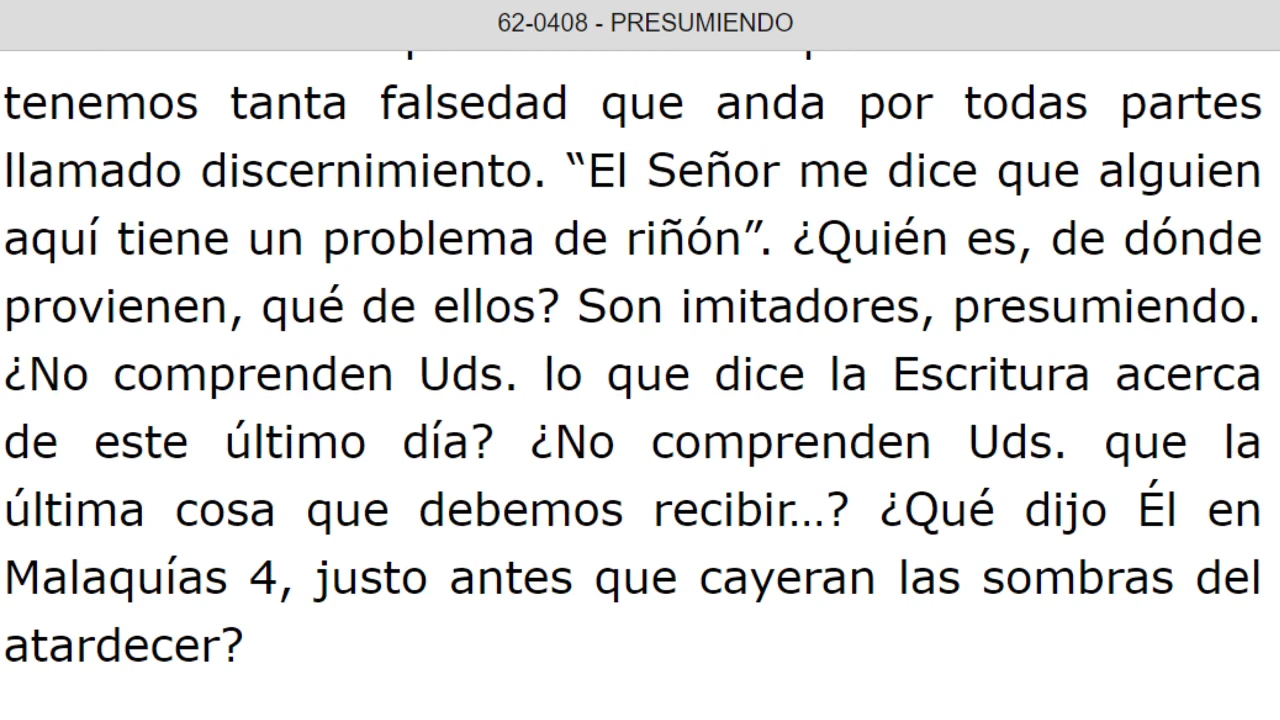 62-0408 - PRESUMIENDO
tenemos tanta falsedad que anda por todas partes
llamado discernimiento. “El Señor me dice que alguien
aquí tiene un problema de riñón”. ¿Quién es, de dónde
provienen, qué de ellos? Son imitadores, presumiendo.
¿No comprenden Uds. lo que dice la Escritura acerca
de este último día? ¿No comprenden Uds. que la
última cosa que debemos recibir...? ¿Qué dijo Él en
Malaquías 4, justo antes que cayeran las sombras del
atardecer?